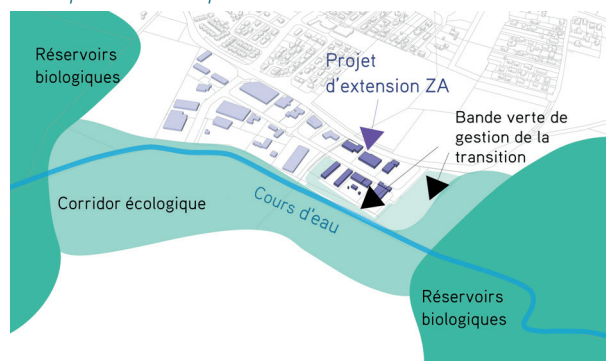 Réservoirs
biologiques
Projet
d'extension ZA
Bande verte de
gestion de la
transition
Corridor écologique
Cours d'eau
Réservoirs
biologiques